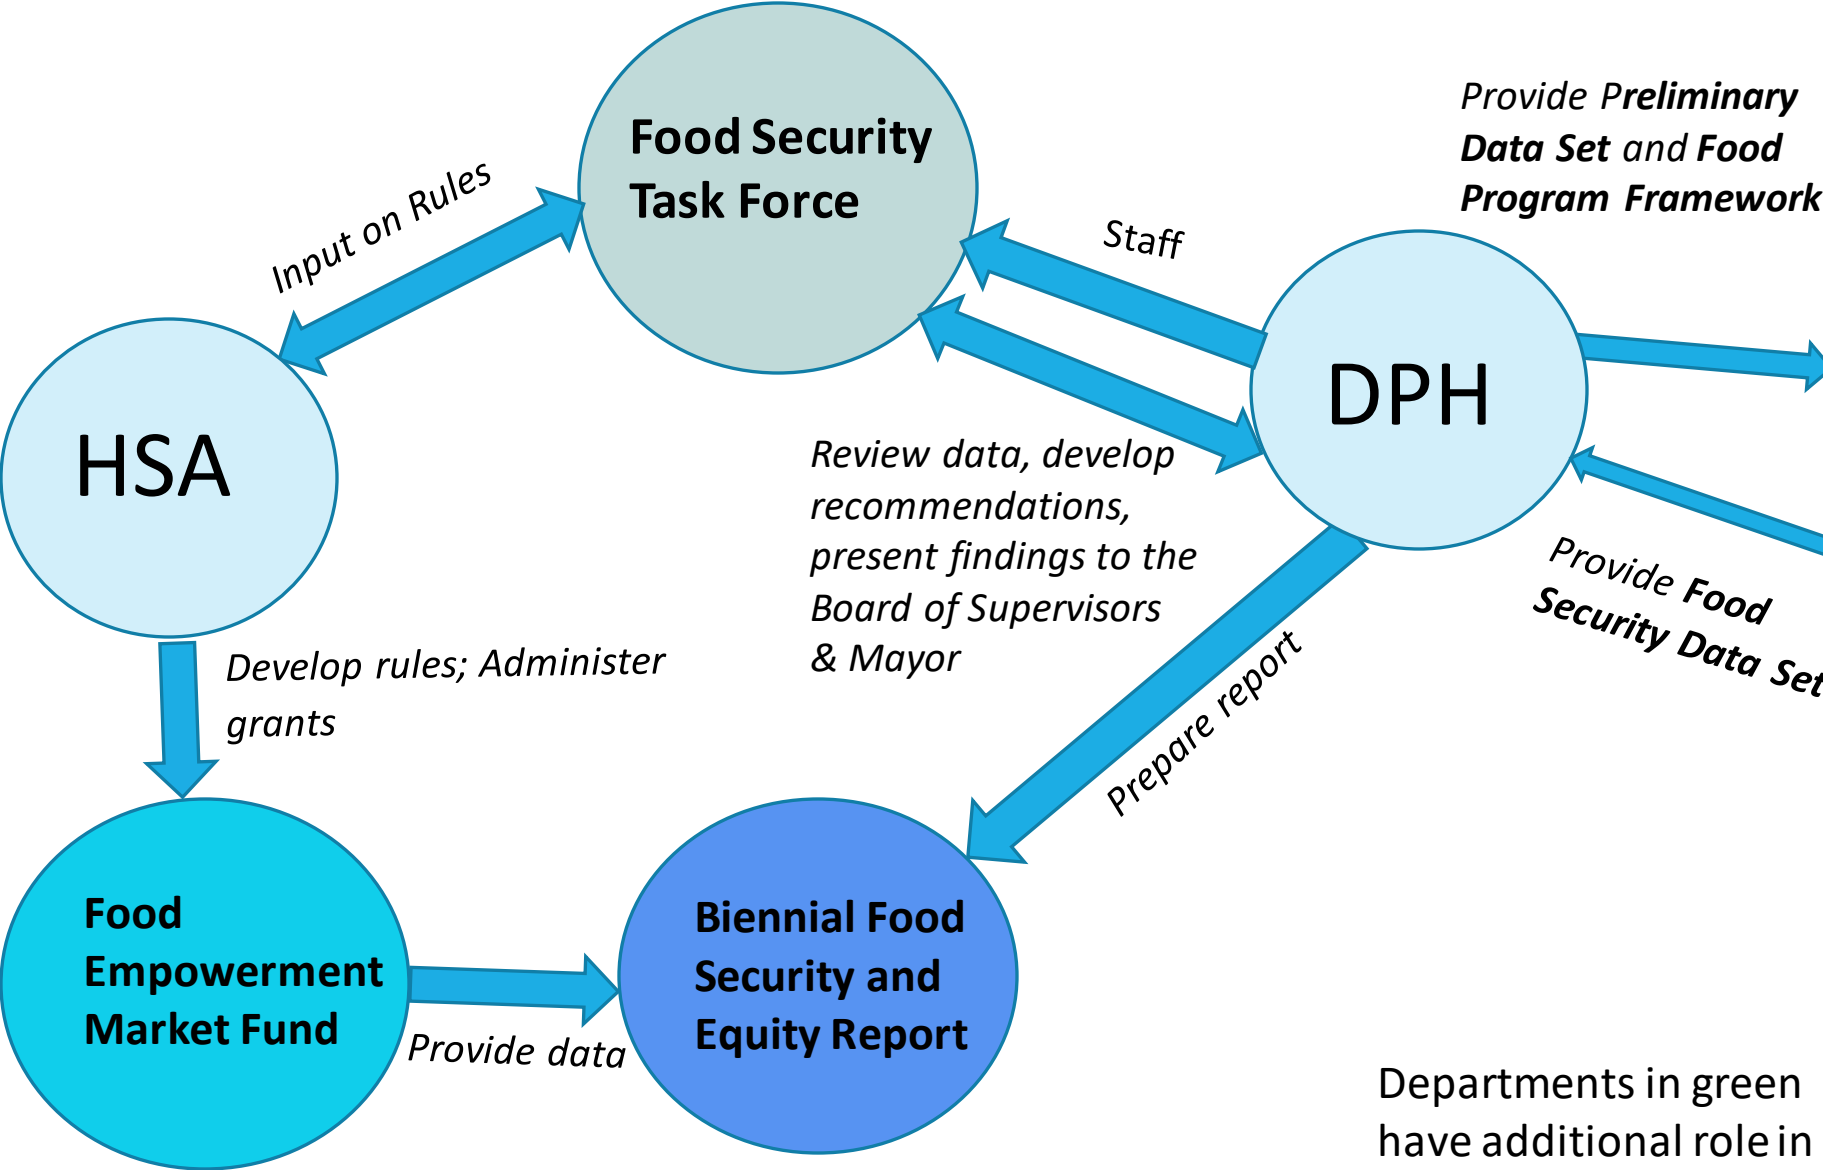 Food Security
Task Force
Provide Preliminary
Data Set and Food
Program Framework
Input on Rules
Staff
HSA
DPH
Review data, develop
recommendations,
present findings to the
Board of Supervisors
& Mayor
Provide Food
Security Data Set
Develop rules; Administer
grants
Prepare report
Food
Empowerment
Market Fund
Provide data
Biennial Food
Security and
Equity Report
Departments in green
have additional role in